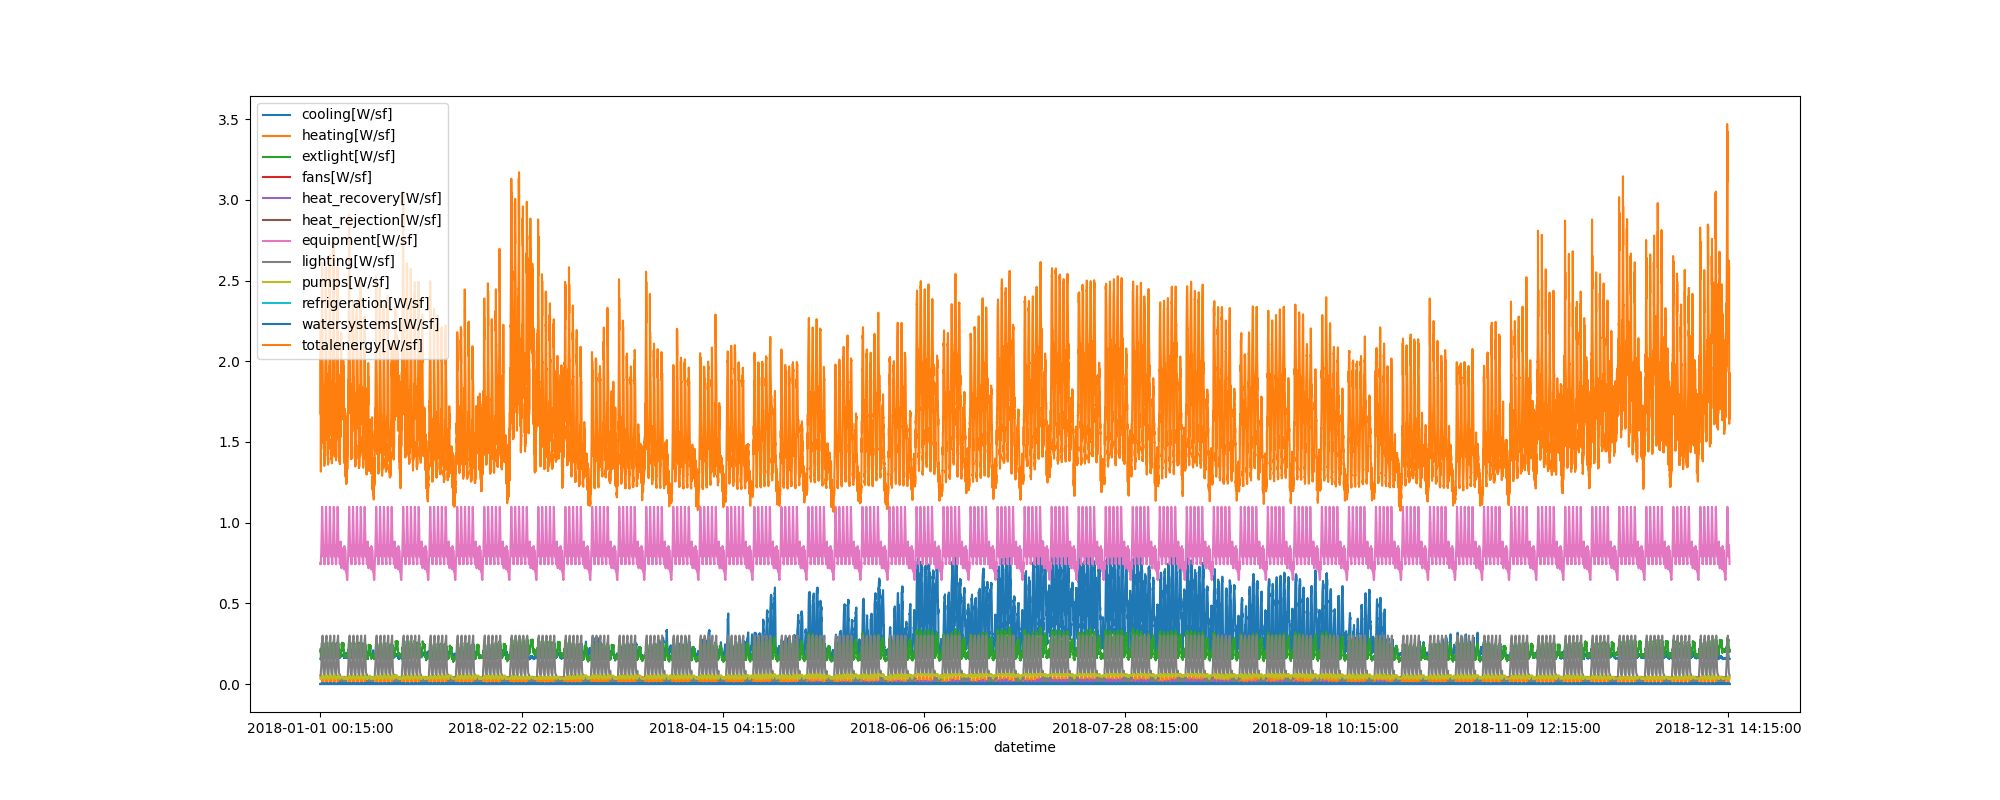 3.5
3.0
2.5
2.0
1.5
1.0
0.5
0.0
cooling[W/sf]
heating[W/sf]
extlight[W/sf]
fans[W/sf]
heat_recovery[W/sf]
heat_rejection[W/sf]
equipment[W/sf]
lighting[W/sf]
pumps[W/sf]
refrigeration[W/sf]
watersystems[W/sf]
totalenergy[W/sf]
2018-01-01 00:15:00 2018-02-22 02:15:00 2018-04-15 04:15:00 2018-06-06 06:15:00 2018-07-28 08:15:00 2018-09-18 10:15:00 2018-11-09 12:15:00 2018-12-31 14:15:00
datetime